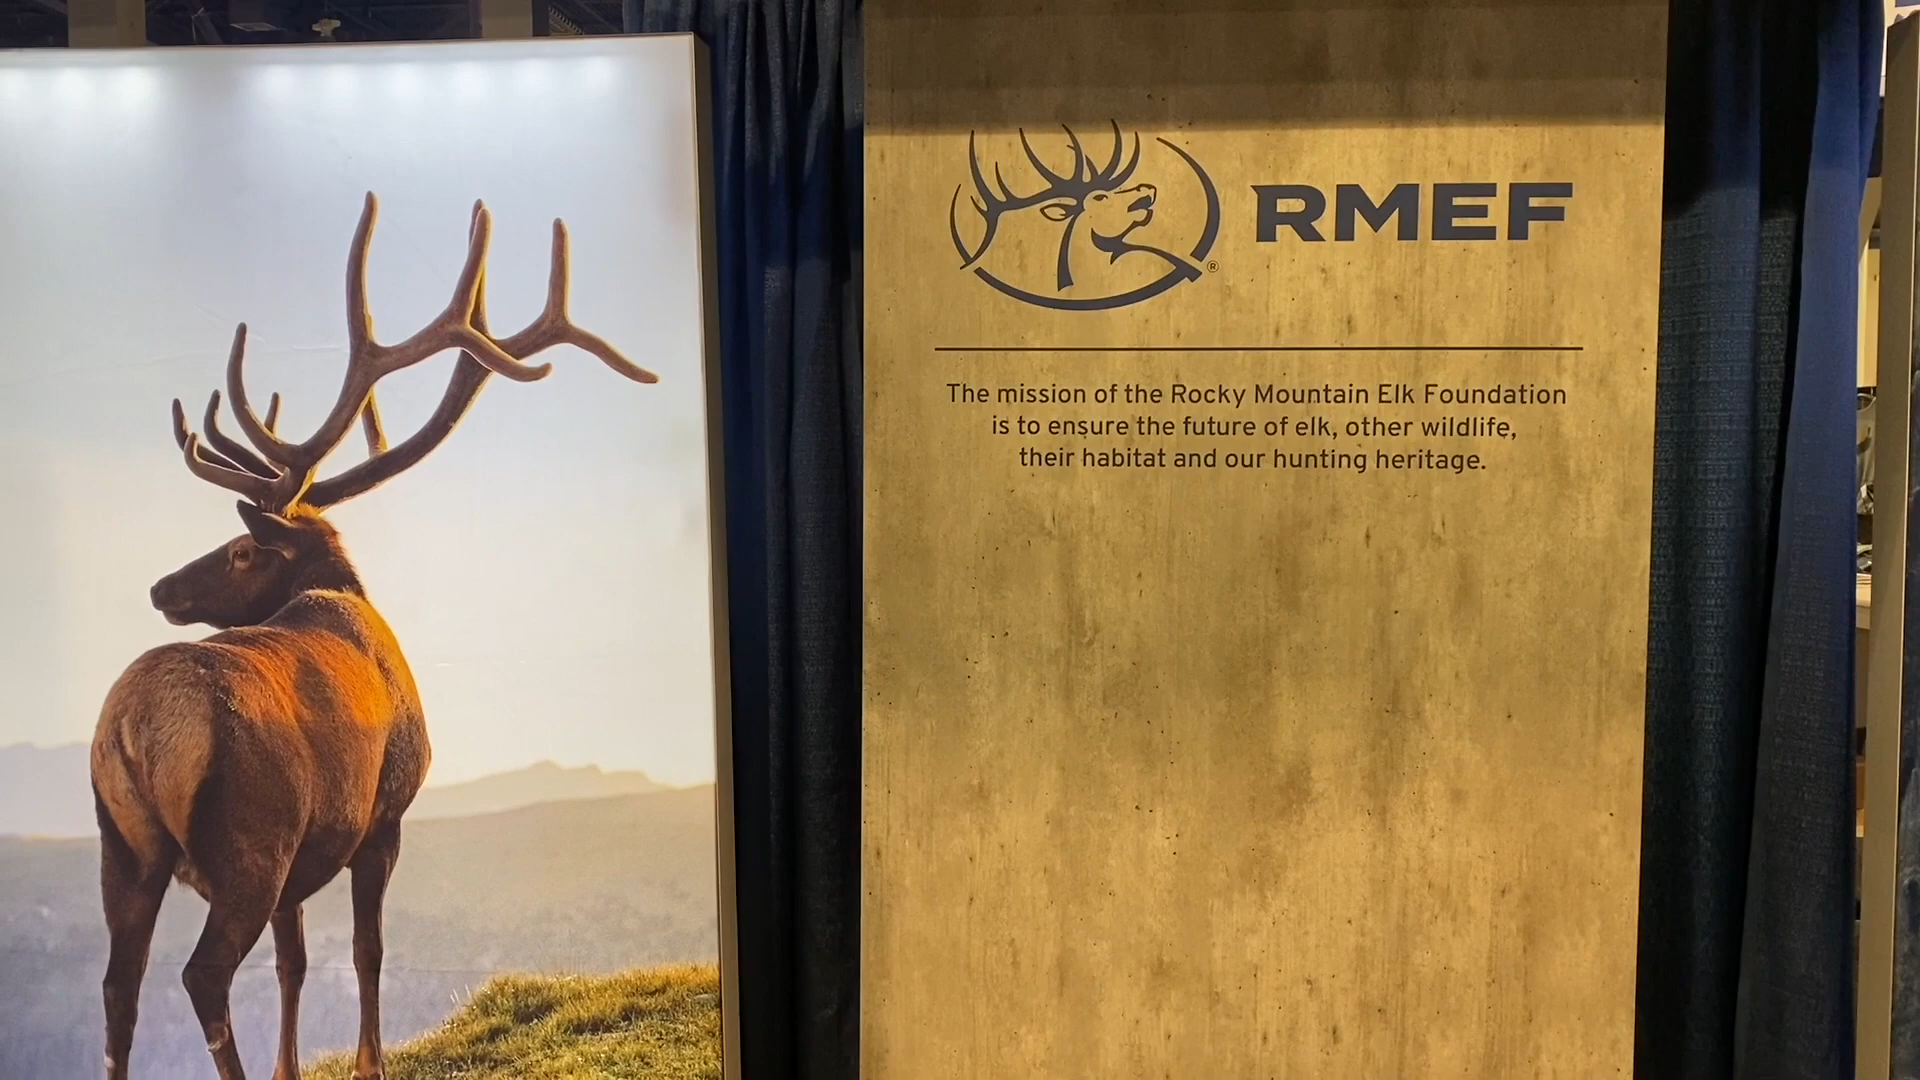 RMEF
®
The mission of the Rocky Mountain Elk Foundation
is to ensure the future of elk, other wildlife,
their habitat and our hunting heritage.